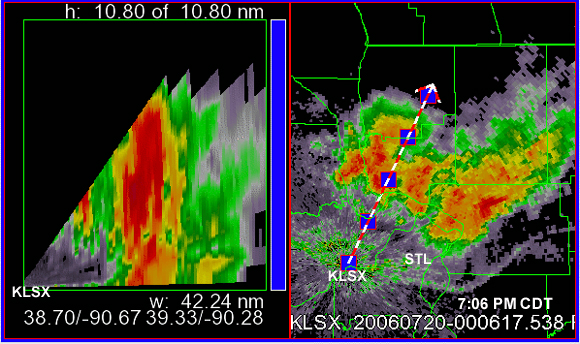 h: 10.80 of 10.80 nm
KLSX
w: 42.24 nm
38.70/-90.67 39.33/-90.28
STL
KLSX
7:06 PM CDT
KLSX 20060720-000617.538